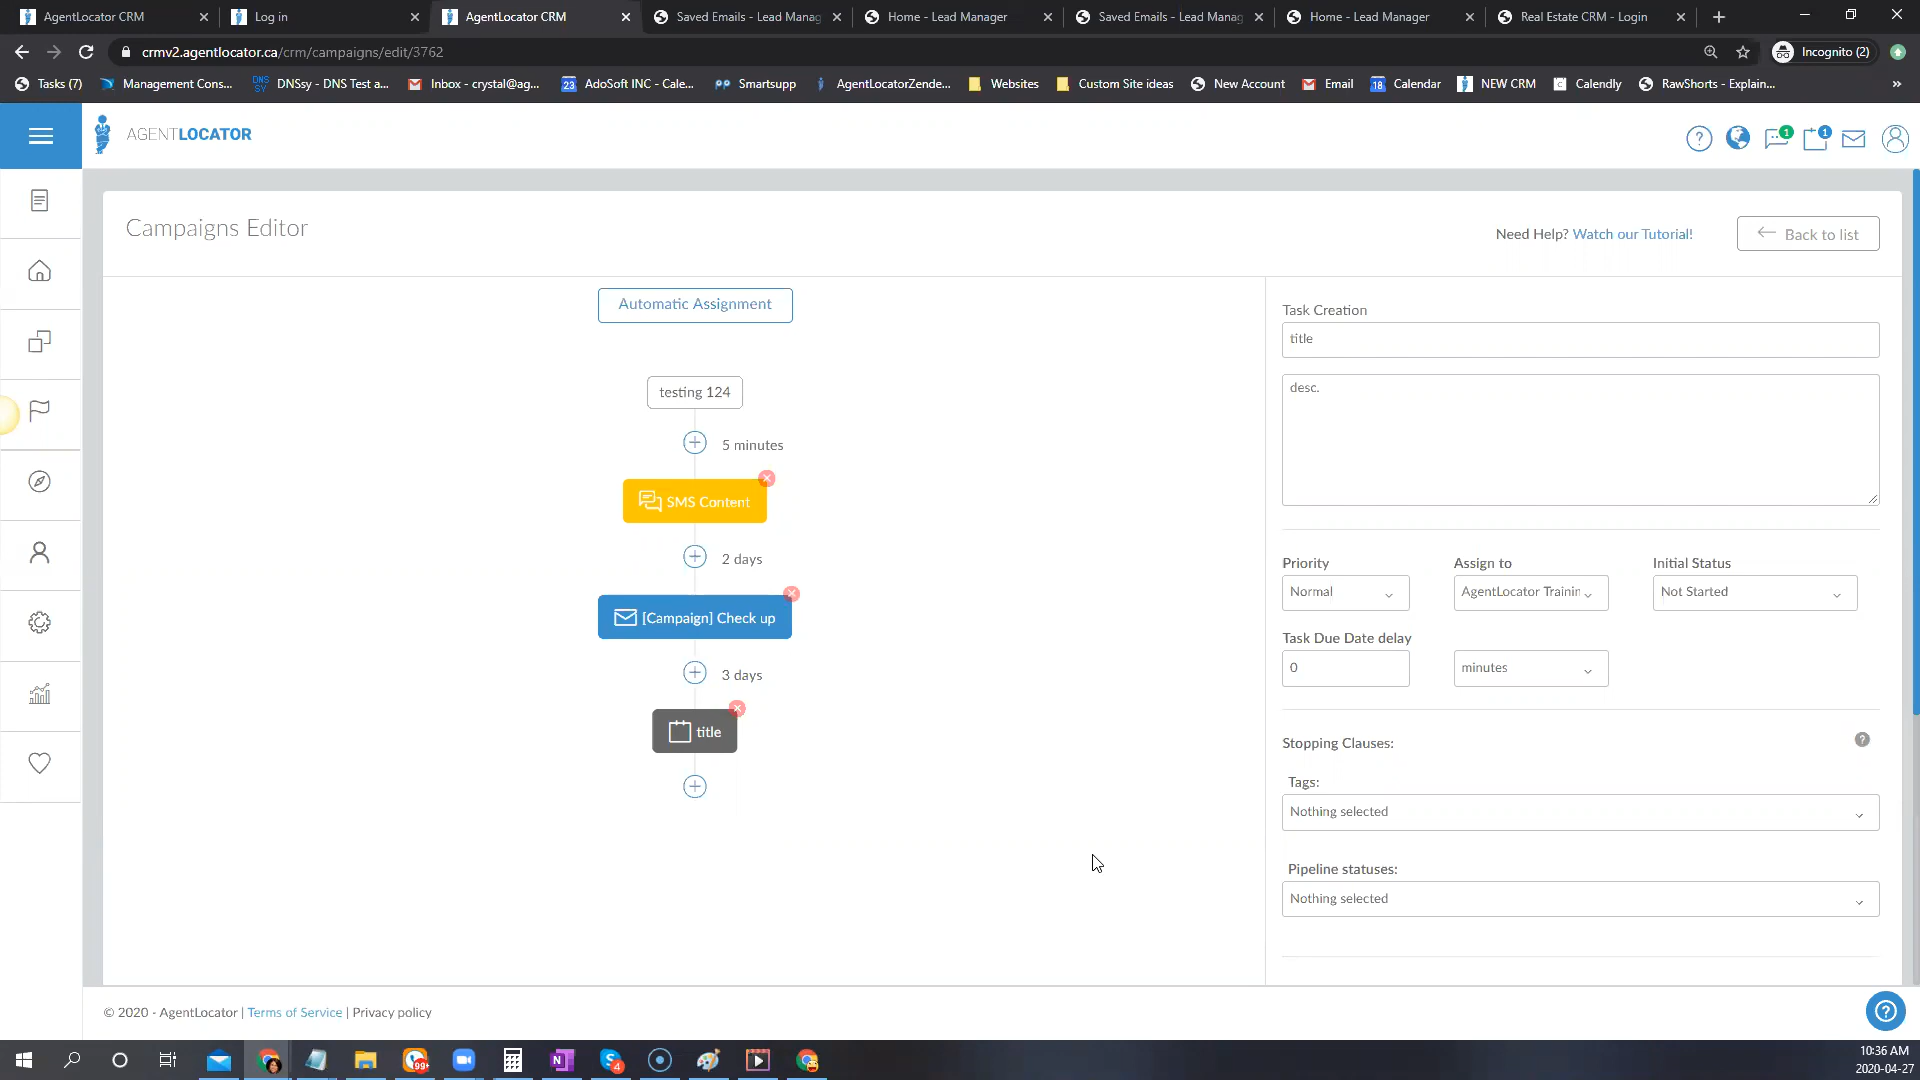 AgentLocator CRM
Log in
AgentLocator CRM
Saved Emails - Lead Manag
Home - Lead Manager
Saved Emails - Lead Manag
Home - Lead Manager
Real Estate CRM - Login
crmv2.agentlocator.ca/crm/campaigns/edit/3762
Incognito (2)
Tasks (7)
Management Cons...
DNSsy - DNS Test a...
Inbox - crystal@ag...
23
AdoSoft INC - Cale...
Smartsupp
AgentLocatorZende...
Websites
Custom Site ideas
New Account
Email
18
Calendar
NEW CRM
Calendly
RawShorts - Explain...
»
AGENTLOCATOR
?
1
1
Campaigns Editor
Need Help? Watch our Tutorial!
Back to list
Automatic Assignment
testing 124
5 minutes
SMS Content
2 days
[Campaign] Check up
3 days
title
Task Creation
title
desc.
Priority
Assign to
Initial Status
Normal
AgentLocator Trainin
Not Started
Task Due Date delay
0
minutes
Stopping Clauses:
?
Tags:
Nothing selected
Pipeline statuses:
Nothing selected
© 2020 - AgentLocator | Terms of Service | Privacy policy
?
99+
N
S
4
10:36 AM
2020-04-27